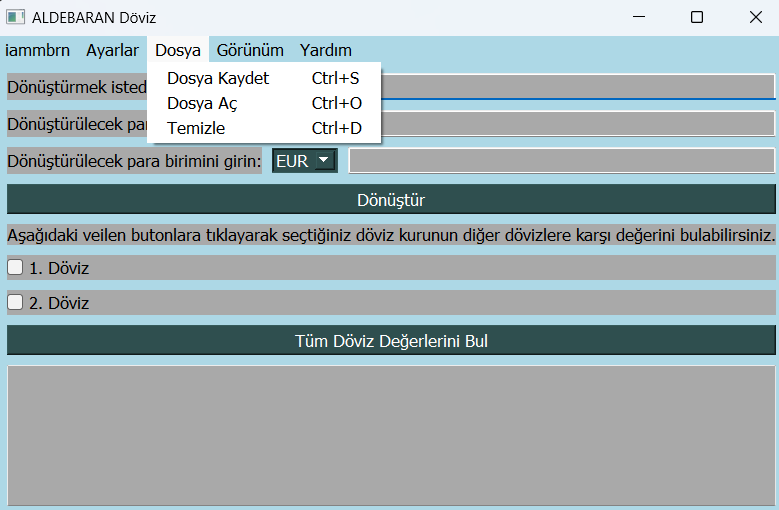 ALDEBARAN Döviz
iammbrn Ayarlar Dosya Görünüm Yardım
Dosya Kaydet Ctrl+S
Dosya Aç Ctrl+O
Temizle Ctrl+D
Dönüştürmek
Dönüştürülecek
Dönüştürülecek para birimini girin: EUR
Dönüştür
Aşağıdaki veilen butonlara tıklayarak seçtiğiniz döviz kurunun diğer dövizlere karşı değerini bulabilirsiniz.
1. Döviz
2. Döviz
Tüm Döviz Değerlerini Bul